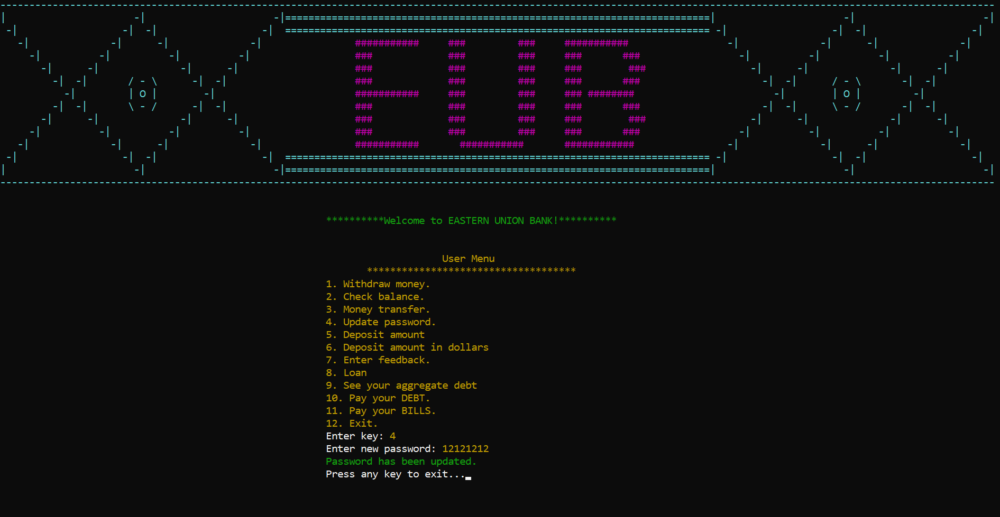 EUB
**********Welcome to EASTERN UNION BANK!**********
User Menu
************************************
1. Withdraw money.
2. Check balance.
3. Money transfer.
4. Update password.
5. Deposit amount
6. Deposit amount in dollars
7. Enter feedback.
8. Loan
9. See your aggregate debt
10. Pay your DEBT.
11. Pay your BILLS.
12. Exit.
Enter key: 4
Enter new password: 12121212
Password has been updated.
Press any key to exit...